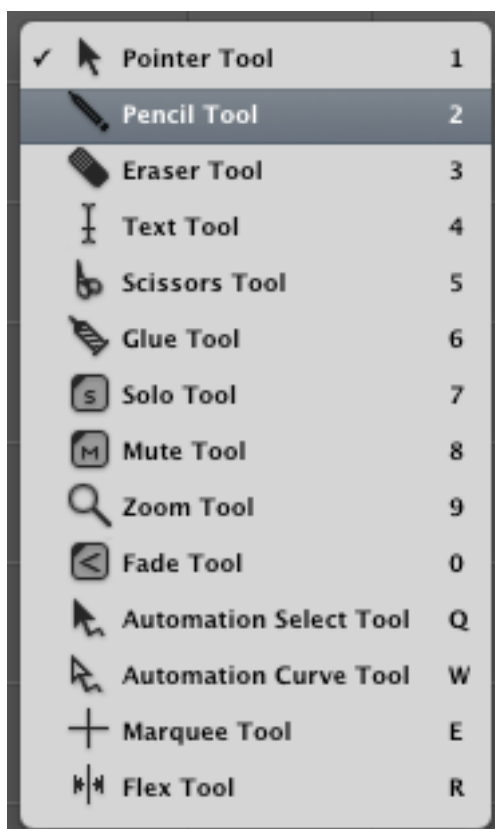 ✓ Pointer Tool 1
Pencil Tool 2
Eraser Tool 3
Text Tool 4
Scissors Tool 5
Glue Tool 6
S Solo Tool 7
M Mute Tool 8
Zoom Tool 9
Fade Tool 0
Automation Select Tool Q
Automation Curve Tool W
Marquee Tool E
Flex Tool R